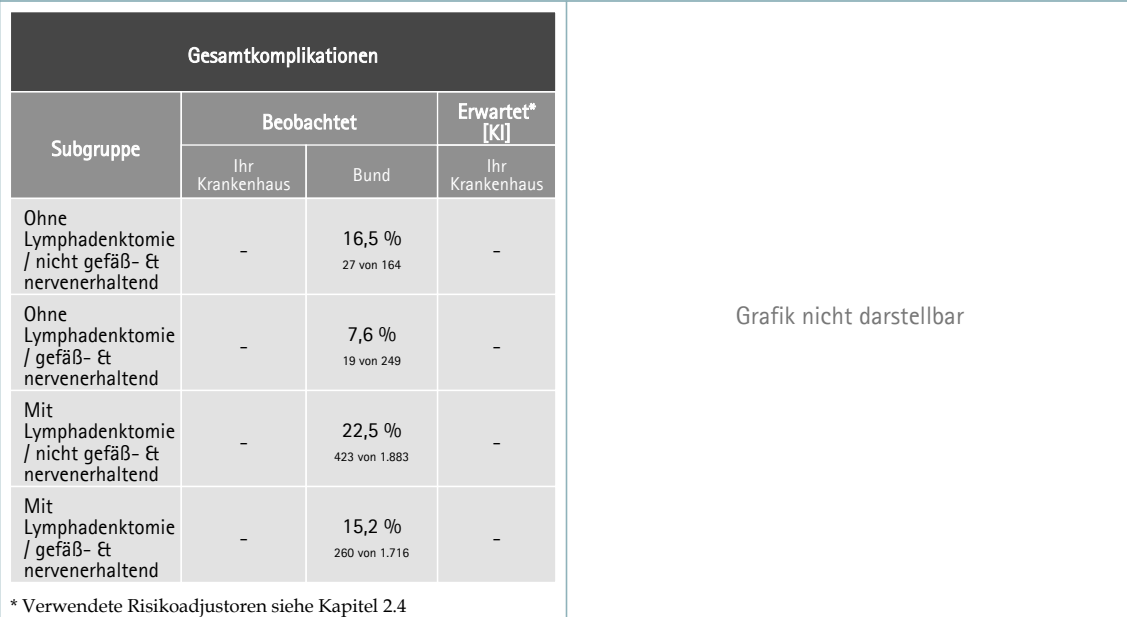 Gesamtkomplikationen
Subgruppe
Beobachtet
Erwartet*
[KI]
Ihr
Krankenhaus
Bund
Ihr
Krankenhaus
Ohne
Lymphadenktomie
/ nicht gefäß- &
nervenerhaltend
-
16,5 %
27 von 164
-
Ohne
Lymphadenktomie
/ gefäß- &
nervenerhaltend
-
7,6 %
19 von 249
-
Mit
Lymphadenktomie
/ nicht gefäß- &
nervenerhaltend
-
22,5 %
423 von 1.883
-
Mit
Lymphadenktomie
/ gefäß- &
nervenerhaltend
-
15,2 %
260 von 1.716
-
* Verwendete Risikoadjustoren siehe Kapitel 2.4
Grafik nicht darstellbar